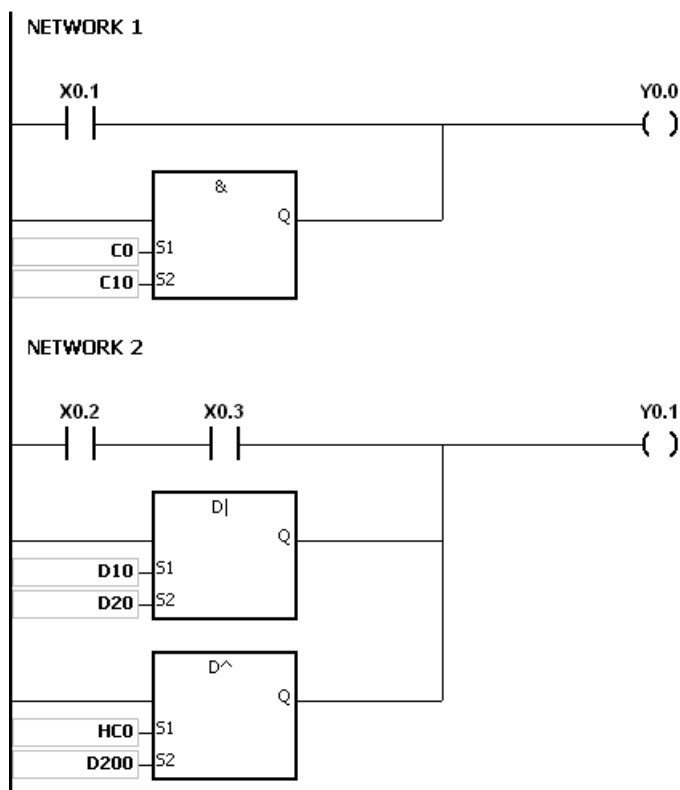 NETWORK 1
X0.1 Y0.0
&
Q
C0 S1
C10 S2
NETWORK 2
X0.2 X0.3 Y0.1
D|
Q
D10 S1
D20 S2
D^
Q
HC0 S1
D200 S2